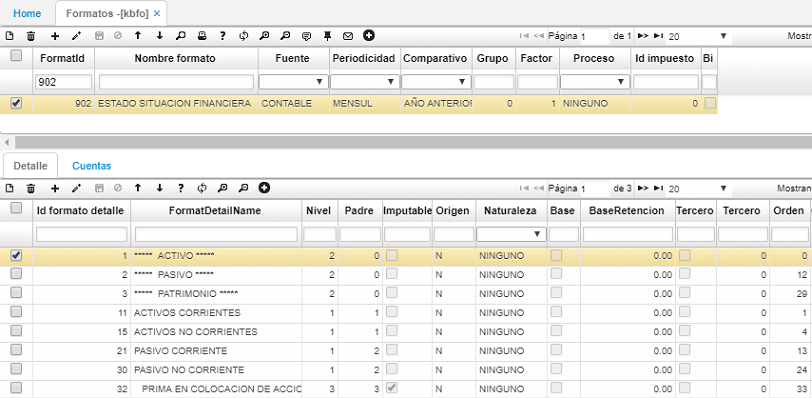 Home Formatos -[kbfo] ×
Página 1 de 1 20 Mostr
FormatId Nombre formato Fuente Periodicidad Comparativo Grupo Factor Proceso Id impuesto Bi
902
902 ESTADO SITUACION FINANCIERA CONTABLE MENSUL AÑO ANTERIOR 0 1 NINGUNO 0
Detalle Cuentas
Página 1 de 3 20 Mostran
Id formato detalle FormatDetailName Nivel Padre Imputable Origen Naturaleza Base BaseRetencion Tercero Tercero Orden
1 ***** ACTIVO ***** 2 0 N NINGUNO 0.00 0 0
2 ***** PASIVO ***** 2 0 N NINGUNO 0.00 0 12
3 ***** PATRIMONIO ***** 2 0 N NINGUNO 0.00 0 29
11 ACTIVOS CORRIENTES 1 1 N NINGUNO 0.00 0 1
15 ACTIVOS NO CORRIENTES 1 1 N NINGUNO 0.00 0 4
21 PASIVO CORRIENTE 1 2 N NINGUNO 0.00 0 13
30 PASIVO NO CORRIENTE 1 2 N NINGUNO 0.00 0 24
32 PRIMA EN COLOCACION DE ACCIO 3 3 N NINGUNO 0.00 0 33